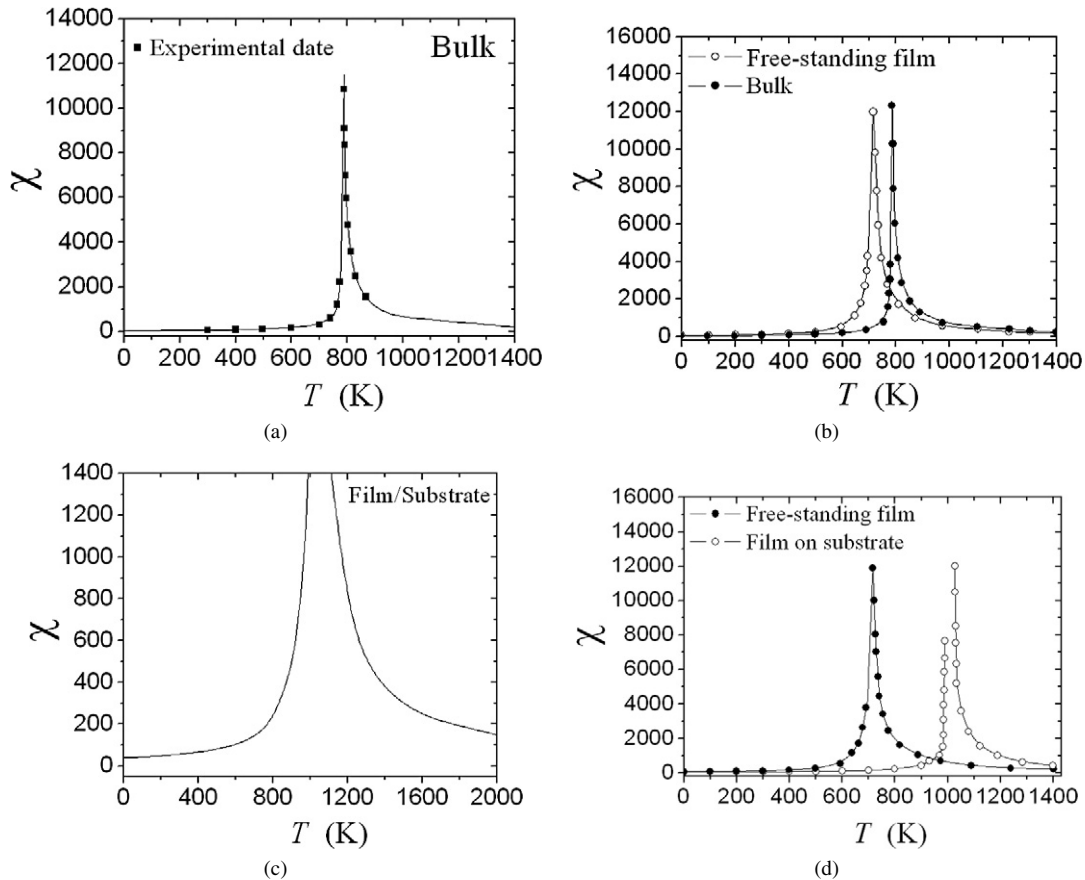 14000
12000
10000
8000
6000
4000
2000
0
χ
Experimental date
Bulk
0 200 400 600 800 1000 1200 1400
T (K)
(a)
16000
14000
12000
10000
8000
6000
4000
2000
0
χ
Free-standing film
Bulk
0 200 400 600 800 1000 1200 1400
T (K)
(b)
1400
1200
1000
800
600
400
200
0
χ
Film/Substrate
0 400 800 1200 1600 2000
T (K)
(c)
16000
14000
12000
10000
8000
6000
4000
2000
0
χ
Free-standing film
Film on substrate
0 200 400 600 800 1000 1200 1400
T (K)
(d)